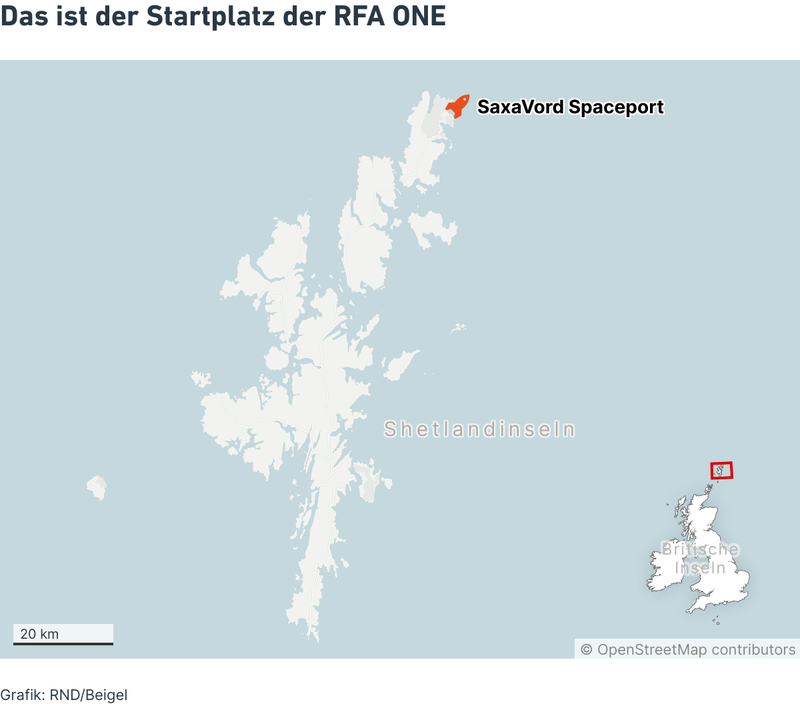 Das ist der Startplatz der RFA ONE
SaxaVord Spaceport
Shetlandinseln
Britische
Inseln
20 km
© OpenStreetMap contributors
Grafik: RND/Beigel